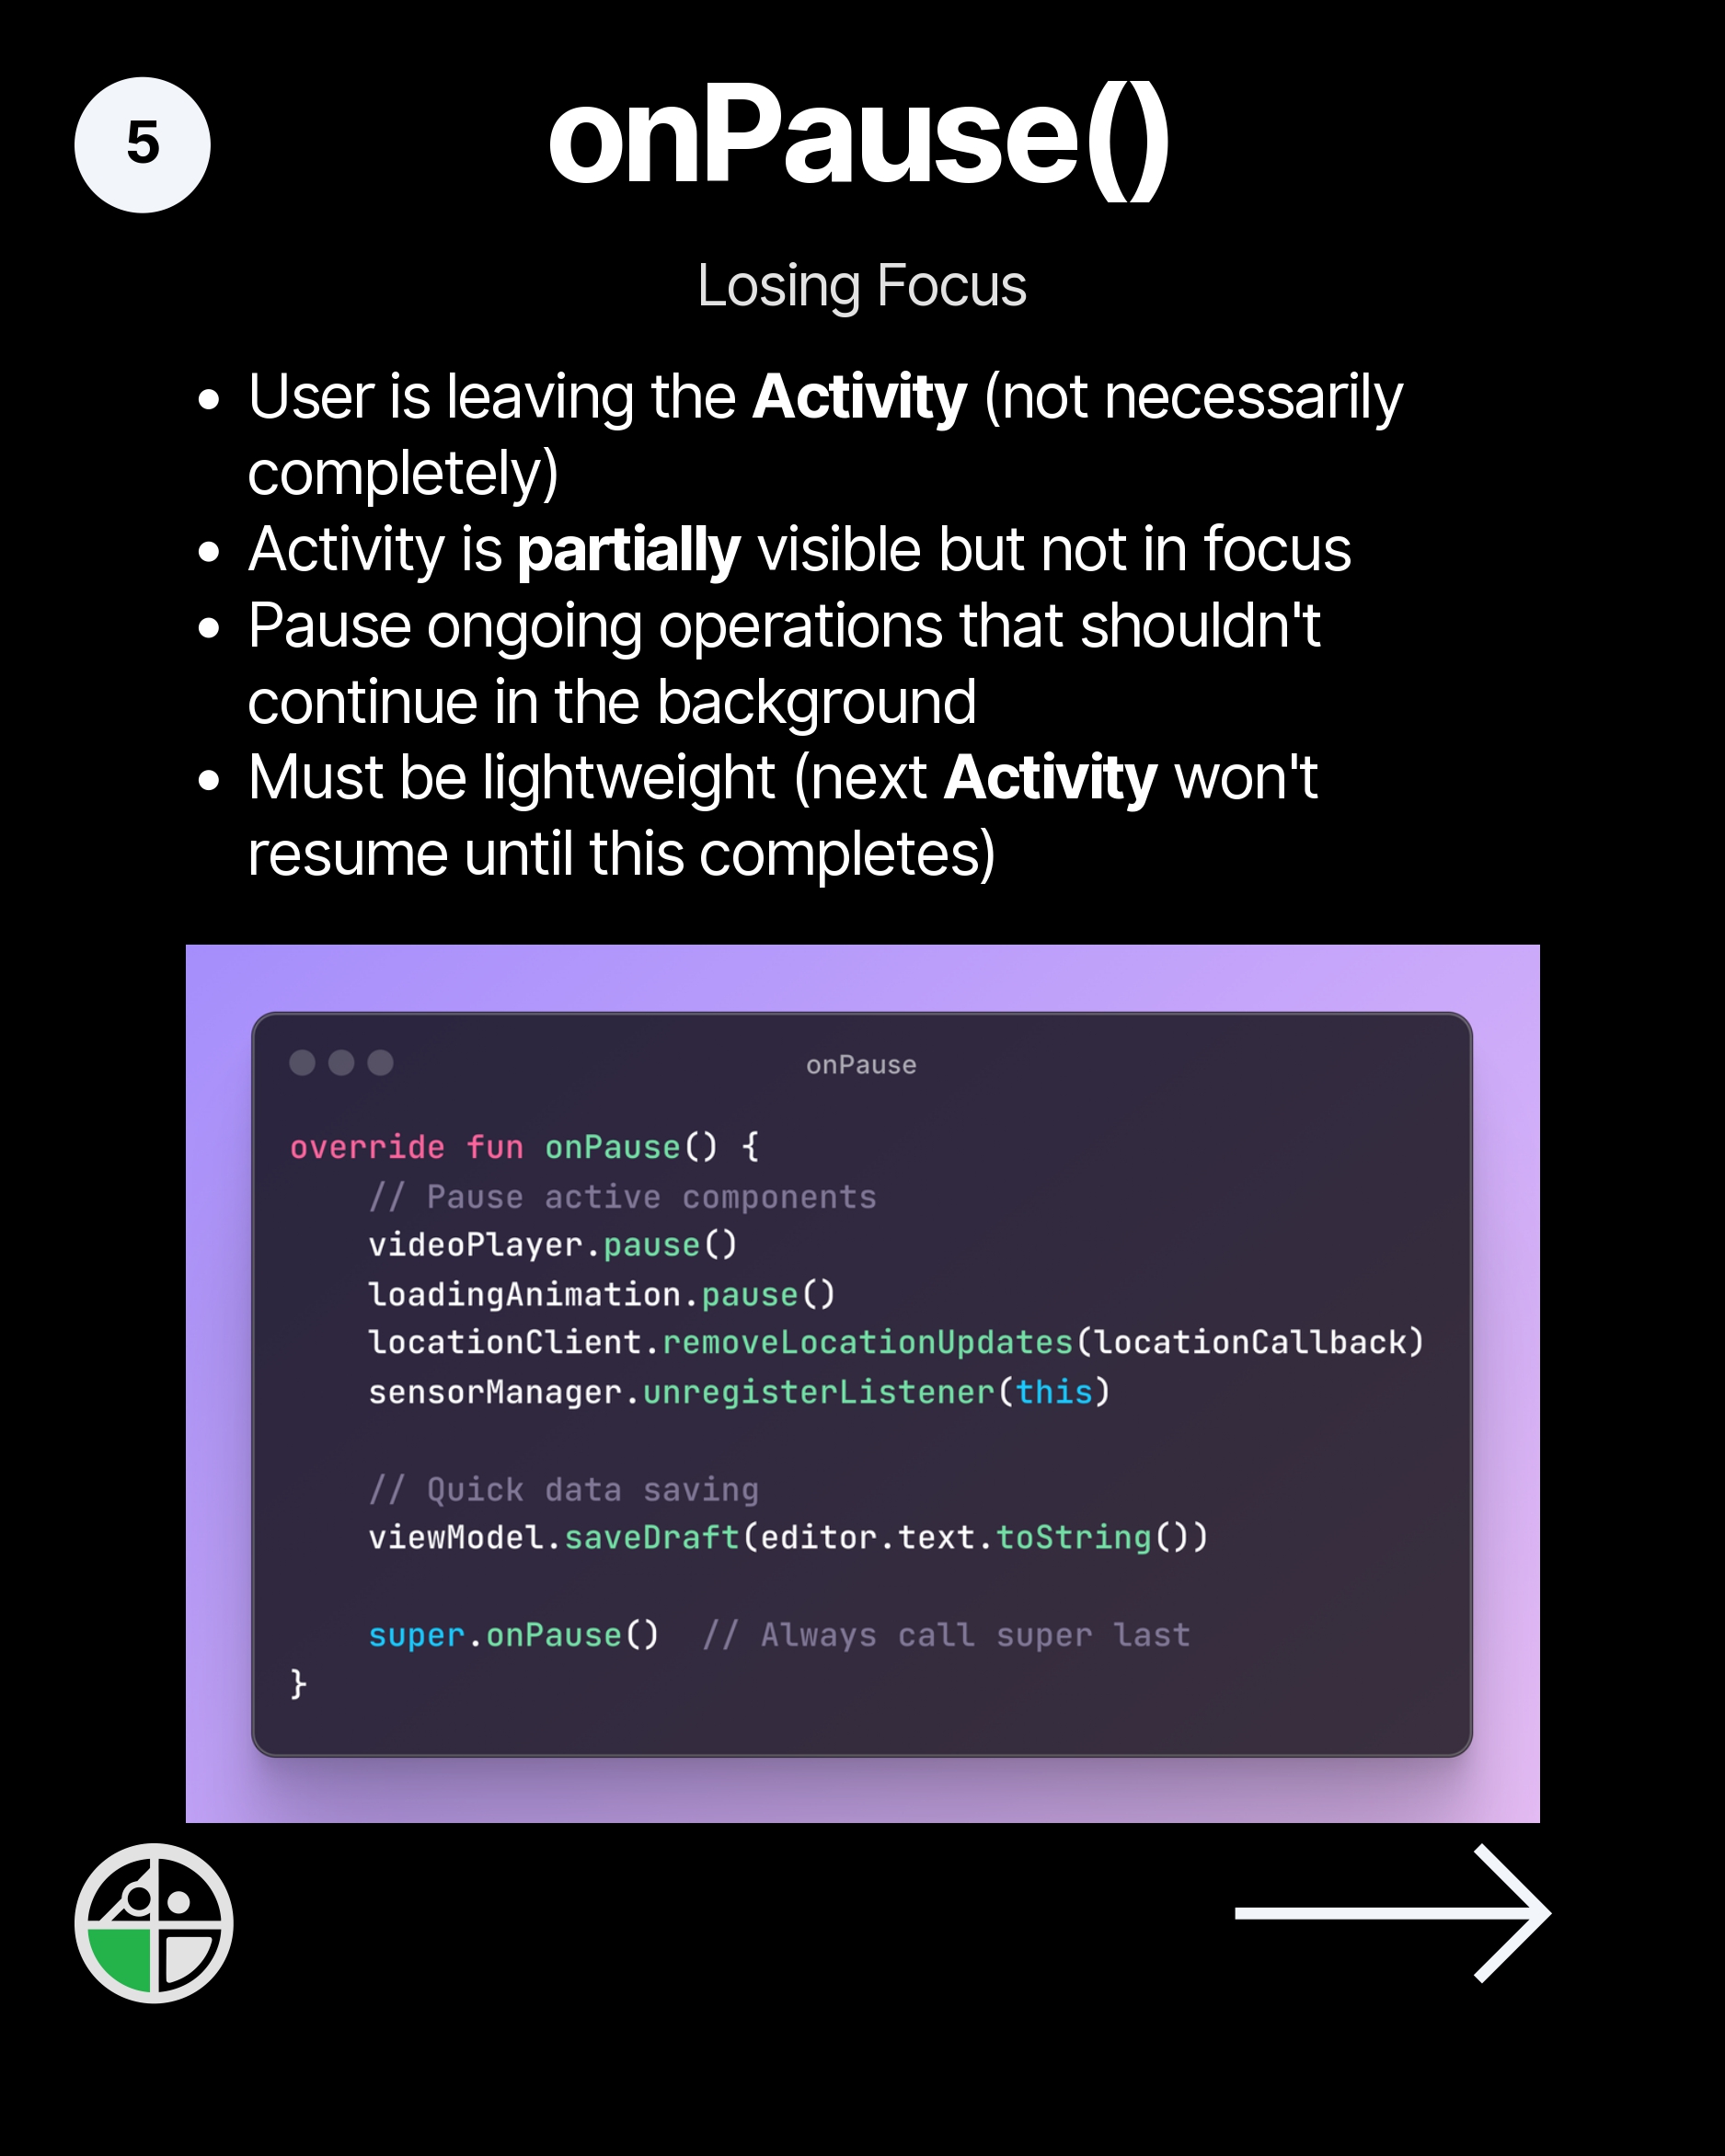 5
onPause()
Losing Focus
• User is leaving the Activity (not necessarily
completely)
• Activity is partially visible but not in focus
• Pause ongoing operations that shouldn't
continue in the background
• Must be lightweight (next Activity won't
resume until this completes)
onPause
override fun onPause() {
    // Pause active components
    videoPlayer.pause()
    loadingAnimation.pause()
    locationClient.removeLocationUpdates(locationCallback)
    sensorManager.unregisterListener(this)

    // Quick data saving
    viewModel.saveDraft(editor.text.toString())

    super.onPause()  // Always call super last
}